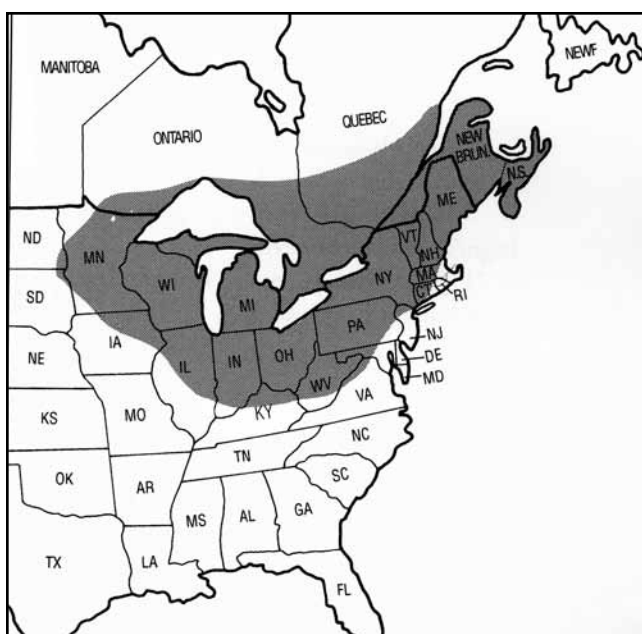 NEWF
MANITOBA
QUEBEC
ONTARIO
NEW
BRUN.
N.S.
ME
VT
ND
MN
NH
WI
NY
MA
SD
MI
CT
RI
PA
NJ
IA
OH
NE
IL
IN
DE
MD
WV
VA
KY
KS
MO
NC
TN
OK
SC
AR
MS
AL
GA
TX
LA
FL